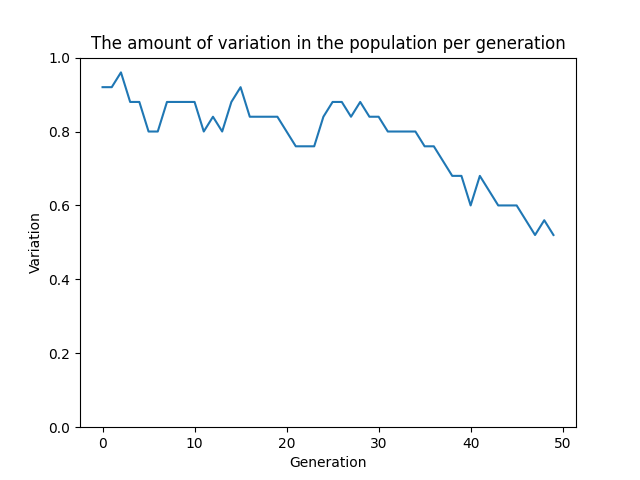 The amount of variation in the population per generation
1.0
0.8
0.6
0.4
0.2
0.0
Variation
0 10 20 30 40 50
Generation